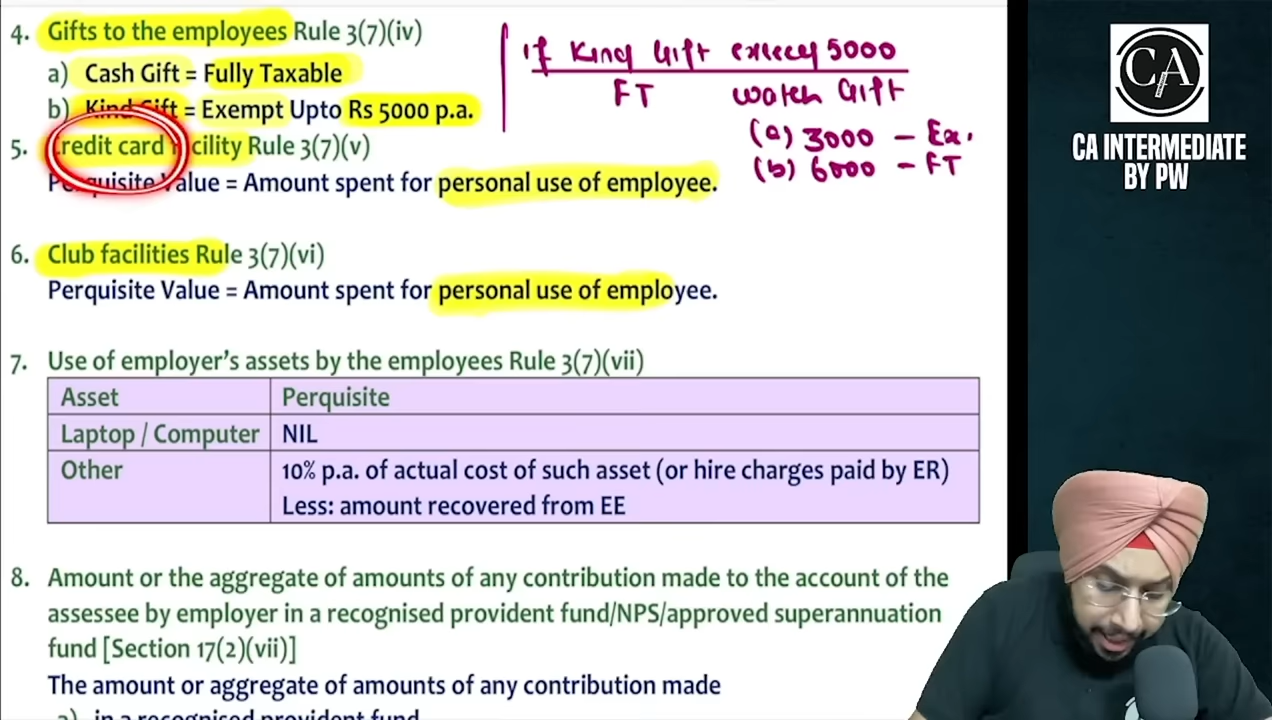 4. Gifts to the employees Rule 3(7)(iv)
a) Cash Gift = Fully Taxable
b) Kind Gift = Exempt Upto Rs 5000 p.a.
if Kind Gift exceed 5000
FT
Watch Gift
(a) 3000 - Ex.
(b) 6000 - FT
5. Credit card facility Rule 3(7)(v)
Perquisite Value = Amount spent for personal use of employee.
6. Club facilities Rule 3(7)(vi)
Perquisite Value = Amount spent for personal use of employee.
7. Use of employer's assets by the employees Rule 3(7)(vii)
Asset Perquisite
Laptop / Computer NIL
Other 10% p.a. of actual cost of such asset (or hire charges paid by ER)
Less: amount recovered from EE
8. Amount or the aggregate of amounts of any contribution made to the account of the
assessee by employer in a recognised provident fund/NPS/approved superannuation
fund [Section 17(2)(vii)]
The amount or aggregate of amounts of any contribution made
a) in a recognised provident fund
CA
CA INTERMEDIATE
BY PW